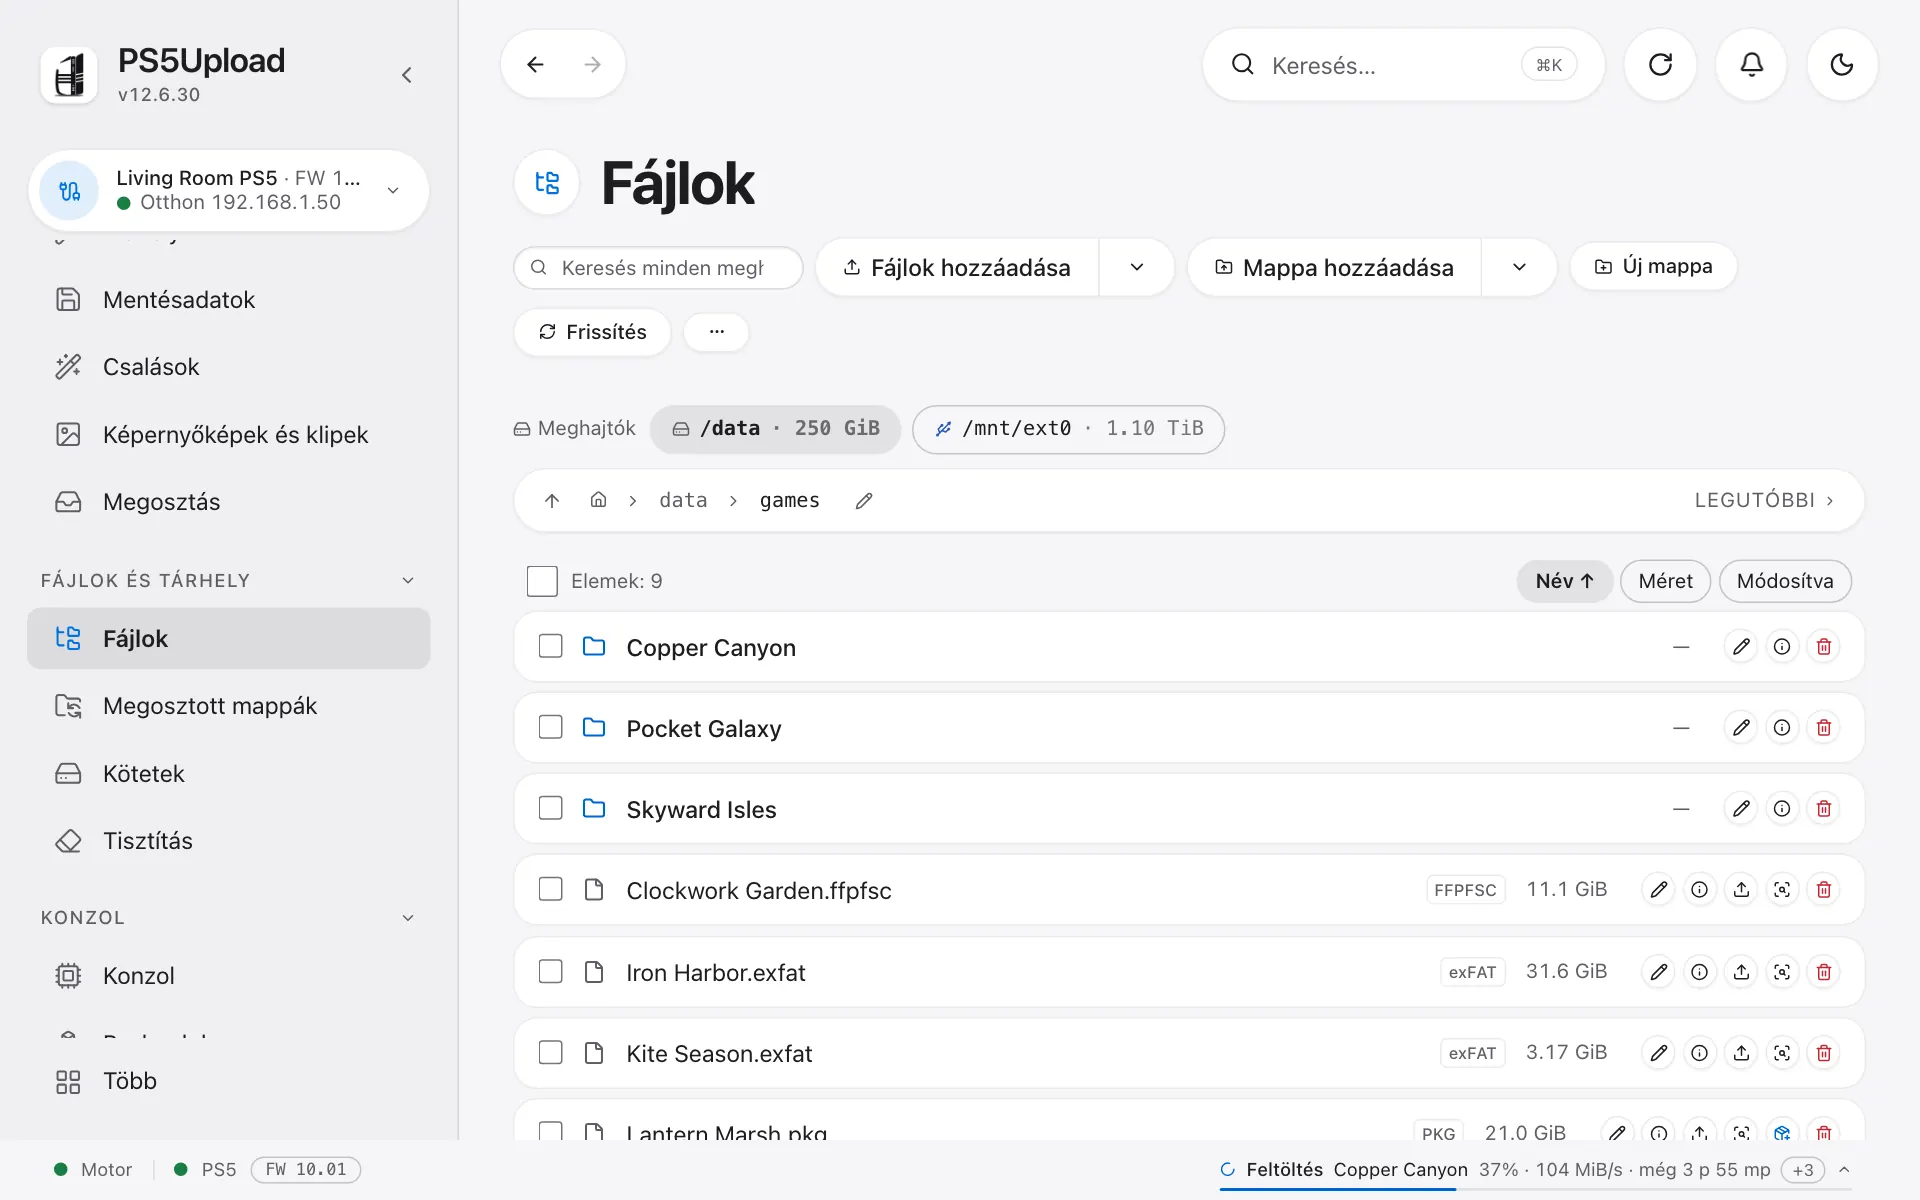 PS5Upload
v12.6.30
Living Room PS5 · FW 1...
Otthon 192.168.1.50
Mentésadatok
Csalások
Képernyőképek és klipek
Megosztás
FÁJLOK ÉS TÁRHELY
Fájlok
Megosztott mappák
Kötetek
Tisztítás
KONZOL
Konzol
Több
Keresés...
⌘K
Fájlok
Keresés minden megh
Fájlok hozzáadása
Mappa hozzáadása
Új mappa
Frissítés
...
Meghajtók
/data · 250 GiB
/mnt/ext0 · 1.10 TiB
data › games
LEGUTÓBBI ›
Elemek: 9
Név ↑
Méret
Módosítva
Copper Canyon —
Pocket Galaxy —
Skyward Isles —
Clockwork Garden.ffpfsc FFPFSC 11.1 GiB
Iron Harbor.exfat exFAT 31.6 GiB
Kite Season.exfat exFAT 3.17 GiB
Lantern Marsh.pkg PKG 21.0 GiB
Motor
PS5
FW 10.01
Feltöltés Copper Canyon 37% · 104 MiB/s · még 3 p 55 mp +3